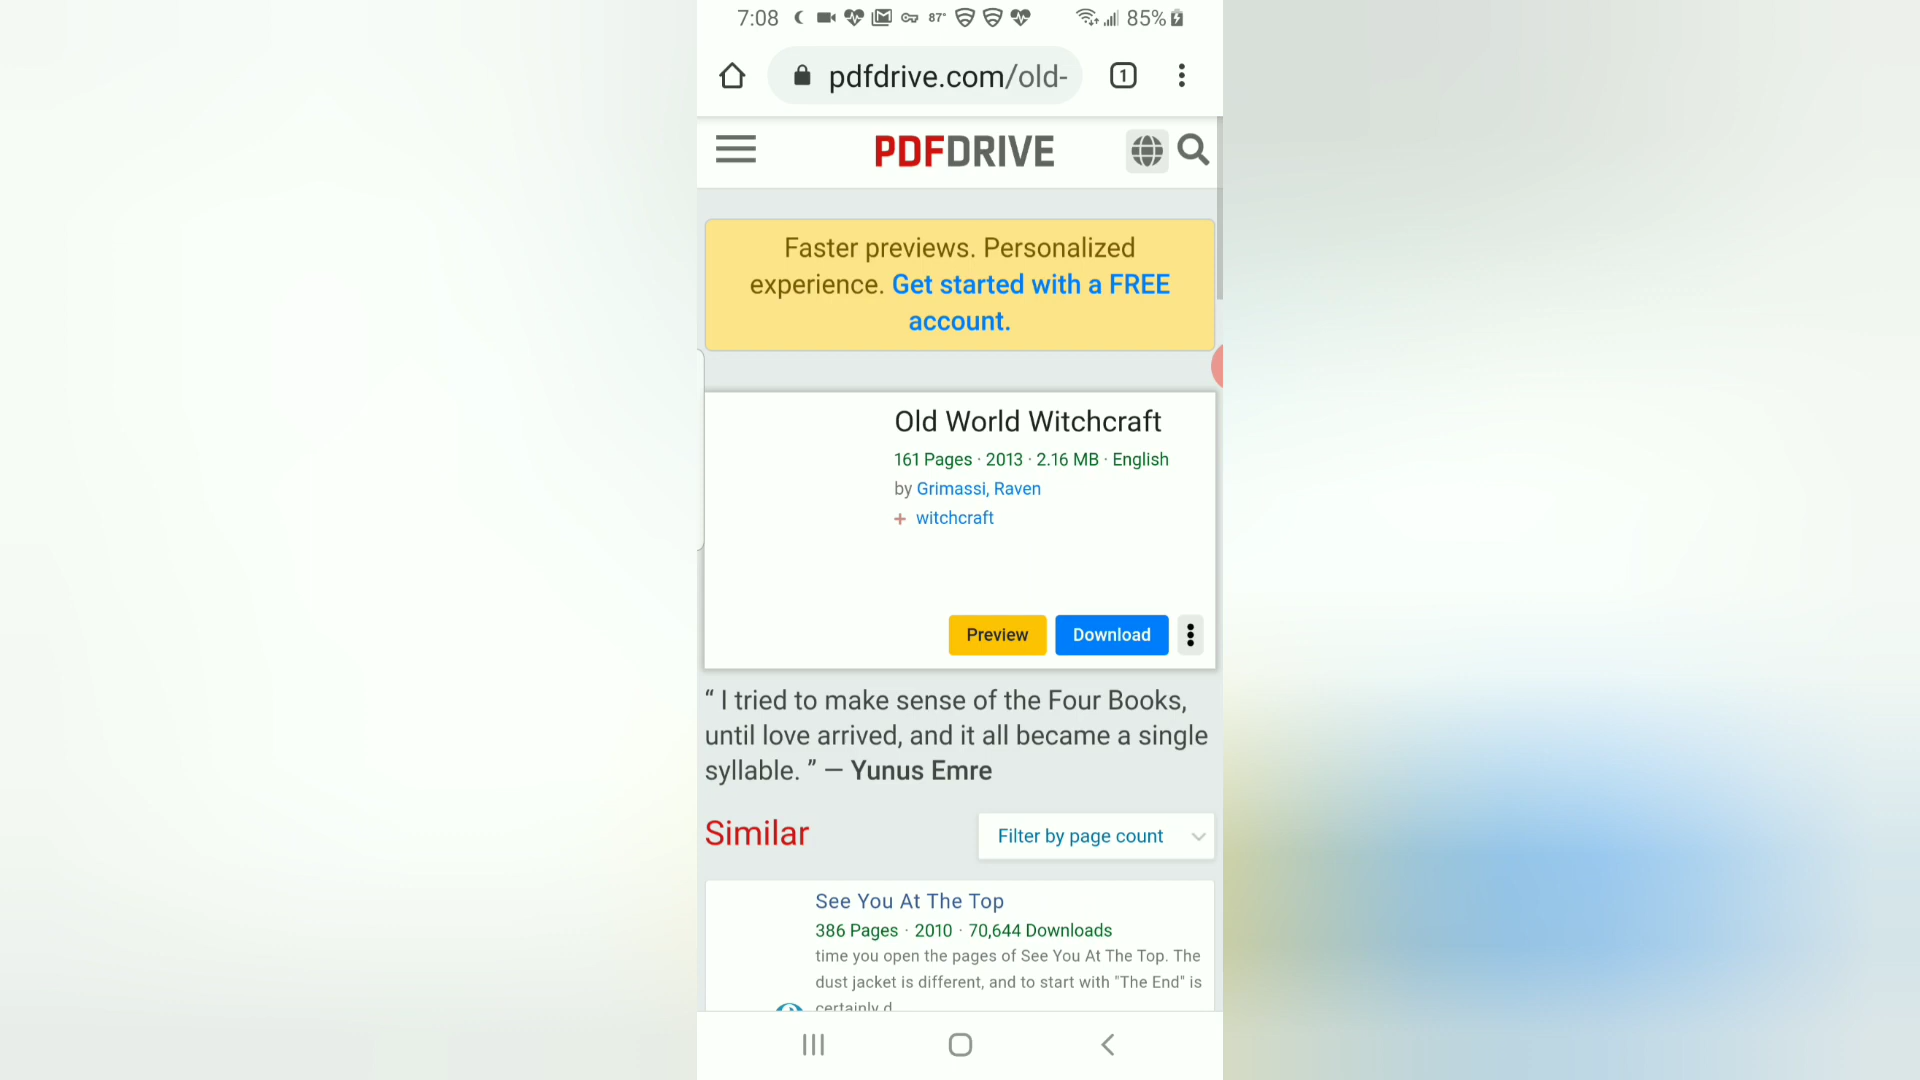 7:08 87° 85%
pdfdrive.com/old-
1
PDFDRIVE
Faster previews. Personalized
experience. Get started with a FREE
account.
Old World Witchcraft
161 Pages · 2013 · 2.16 MB · English
by Grimassi, Raven
+ witchcraft
Preview Download
“ I tried to make sense of the Four Books,
until love arrived, and it all became a single
syllable. ” — Yunus Emre
Similar Filter by page count
See You At The Top
386 Pages · 2010 · 70,644 Downloads
time you open the pages of See You At The Top. The
dust jacket is different, and to start with "The End" is
certainly d